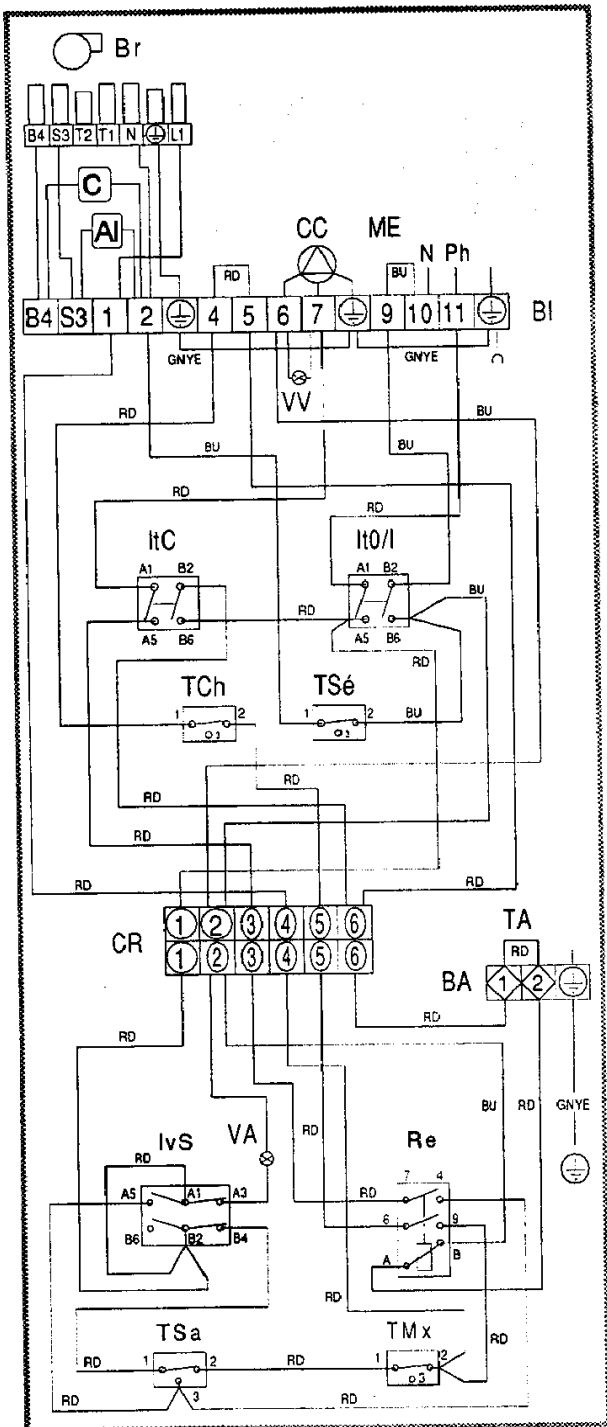 Br
B4 S3 T2 T1 N L1
C
Al
CC ME
N Ph
RD BU
B4 S3 1 2 4 5 6 7 9 10 11 BI
GNYE GNYE
VV
RD BU BU
RD RD
ItC It0/I
A1 B2 A1 B2
BU
RD
A5 B6 A5 B6
RD
TCh TSé
1 2 1 2 BU
3 3
RD RD
RD
RD RD
1 2 3 4 5 6
CR
1 2 3 4 5 6
TA
RD
BA 1 2
RD
RD
BU RD GNYE
IvS VA RD Re
RD 7 4
A5 A1 A3 RD
6 9
B6 B2 B4
A B
RD
TSa TMx
RD 1 2 RD 1 2 RD
3 3
RD RD